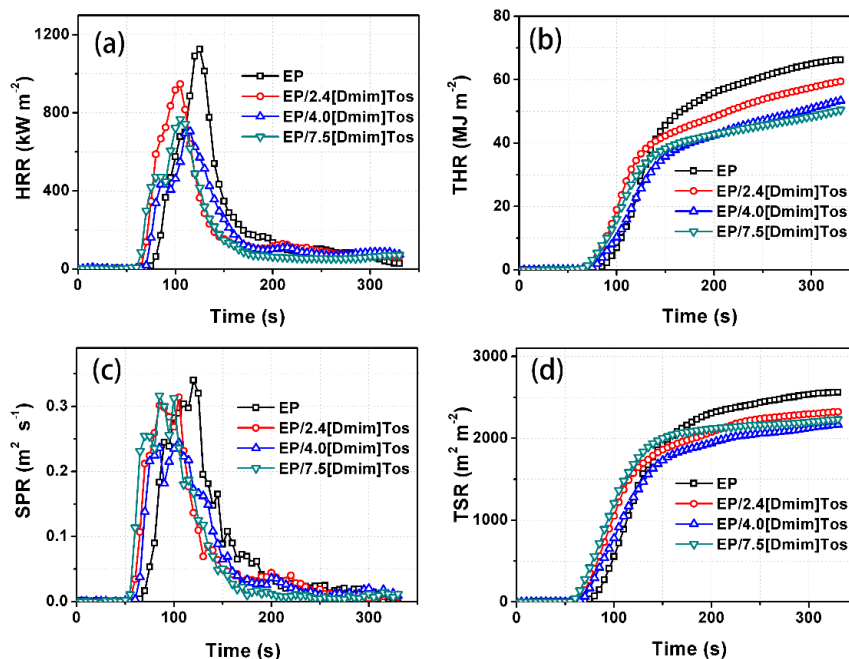 (a)
EP
EP/2.4[Dmim]Tos
EP/4.0[Dmim]Tos
EP/7.5[Dmim]Tos
HRR (kW m⁻²)
1200
900
600
300
0
0 100 200 300
Time (s)
(b)
EP
EP/2.4[Dmim]Tos
EP/4.0[Dmim]Tos
EP/7.5[Dmim]Tos
THR (MJ m⁻²)
80
60
40
20
0
0 100 200 300
Time (s)
(c)
EP
EP/2.4[Dmim]Tos
EP/4.0[Dmim]Tos
EP/7.5[Dmim]Tos
SPR (m² s⁻¹)
0.3
0.2
0.1
0.0
0 100 200 300
Time (s)
(d)
EP
EP/2.4[Dmim]Tos
EP/4.0[Dmim]Tos
EP/7.5[Dmim]Tos
TSR (m² m⁻²)
3000
2000
1000
0
0 100 200 300
Time (s)